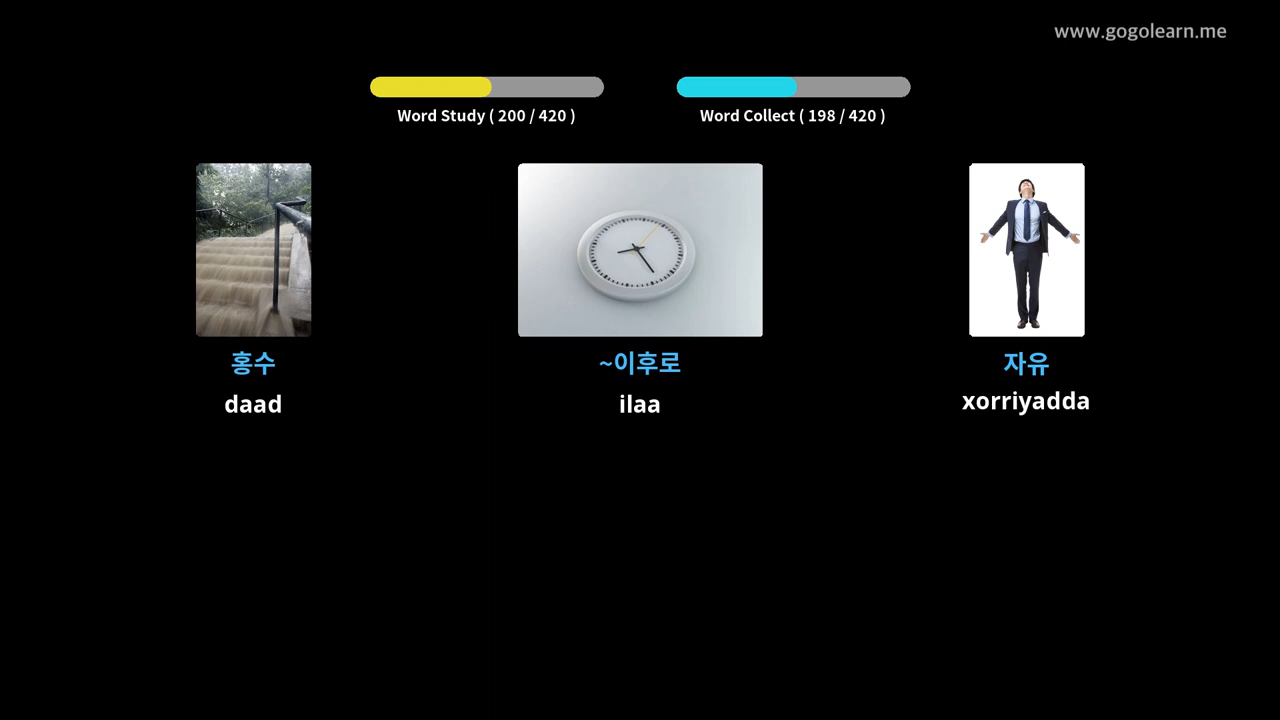 www.gogolearn.me
Word Study ( 200 / 420 )
Word Collect ( 198 / 420 )
홍수
~이후로
자유
daad
ilaa
xorriyadda